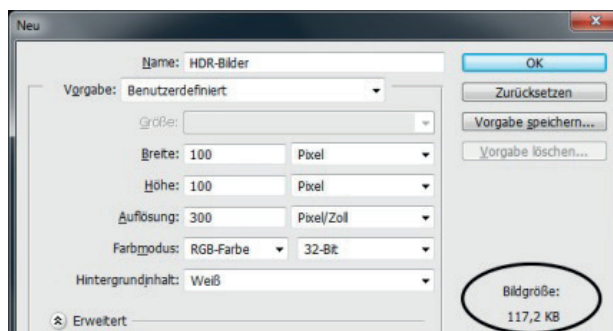 Neu
Name: HDR-Bilder
OK
Vorgabe: Benutzerdefiniert
Zurücksetzen
Größe:
Vorgabe speichern...
Breite: 100 Pixel
Vorgabe löschen...
Höhe: 100 Pixel
Auflösung: 300 Pixel/Zoll
Farbmodus: RGB-Farbe 32-Bit
Hintergrundinhalt: Weiß
Bildgröße:
Erweitert
117,2 KB